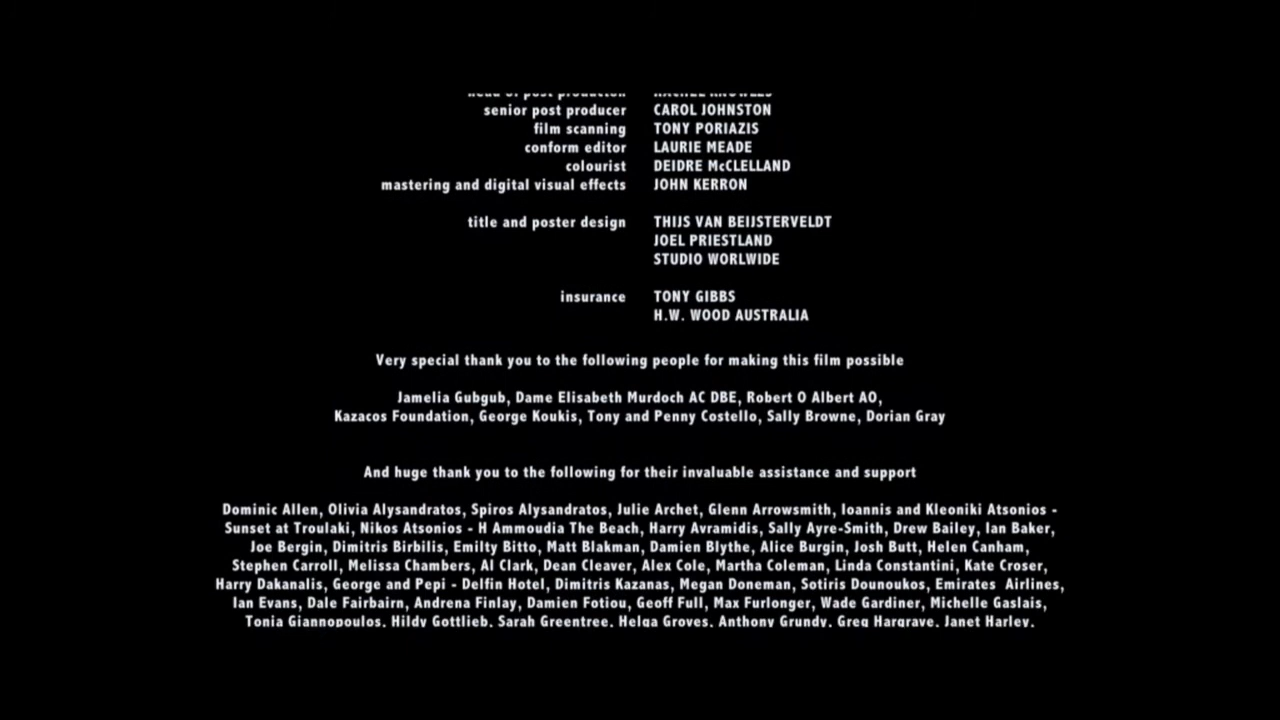 head of post production RACHEL KNOWLES
senior post producer CAROL JOHNSTON
film scanning TONY PORIAZIS
conform editor LAURIE MEADE
colourist DEIDRE McCLELLAND
mastering and digital visual effects JOHN KERRON
title and poster design THIJS VAN BEIJSTERVELDT
JOEL PRIESTLAND
STUDIO WORLWIDE
insurance TONY GIBBS
H.W. WOOD AUSTRALIA
Very special thank you to the following people for making this film possible
Jamelia Gubgub, Dame Elisabeth Murdoch AC DBE, Robert O Albert AO,
Kazacos Foundation, George Koukis, Tony and Penny Costello, Sally Browne, Dorian Gray
And huge thank you to the following for their invaluable assistance and support
Dominic Allen, Olivia Alysandratos, Spiros Alysandratos, Julie Archet, Glenn Arrowsmith, Ioannis and Kleoniki Atsonios -
Sunset at Troulaki, Nikos Atsonios - H Ammoudia The Beach, Harry Avramidis, Sally Ayre-Smith, Drew Bailey, Ian Baker,
Joe Bergin, Dimitris Birbilis, Emilty Bitto, Matt Blakman, Damien Blythe, Alice Burgin, Josh Butt, Helen Canham,
Stephen Carroll, Melissa Chambers, Al Clark, Dean Cleaver, Alex Cole, Martha Coleman, Linda Constantini, Kate Croser,
Harry Dakanalis, George and Pepi - Delfin Hotel, Dimitris Kazanas, Megan Doneman, Sotiris Dounoukos, Emirates Airlines,
Ian Evans, Dale Fairbairn, Andrena Finlay, Damien Fotiou, Geoff Full, Max Furlonger, Wade Gardiner, Michelle Gaslais,
Tonia Giannopoulos, Hildy Gottlieb, Sarah Greentree, Helga Groves, Anthony Grundy, Greg Hargrave, Janet Harley,